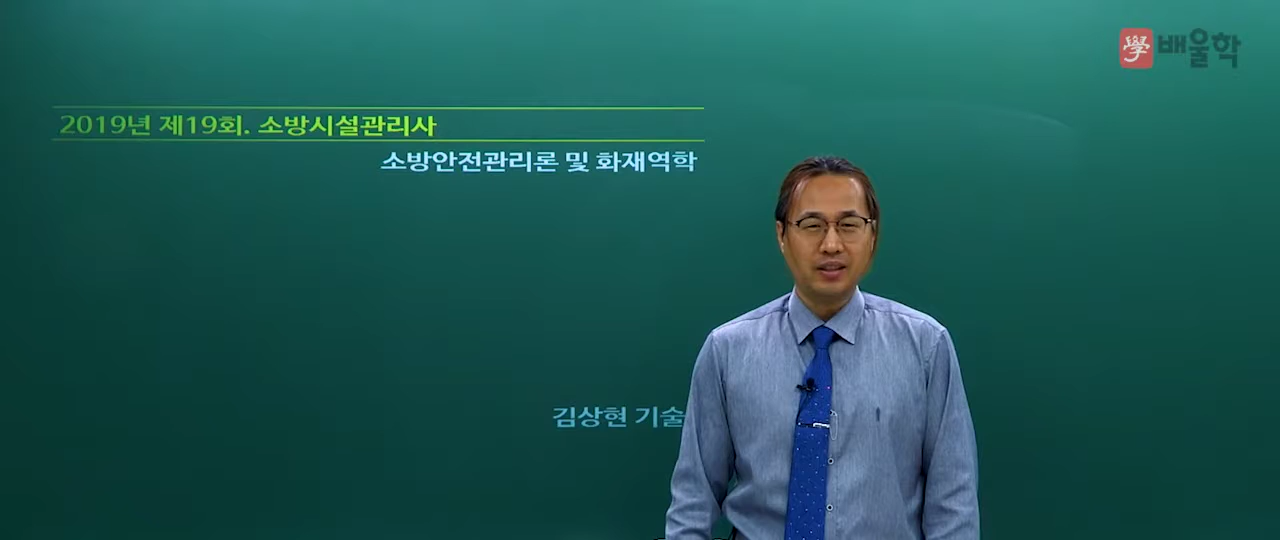 學 배울학
2019년 제19회. 소방시설관리사
소방안전관리론 및 화재역학
김상현 기술